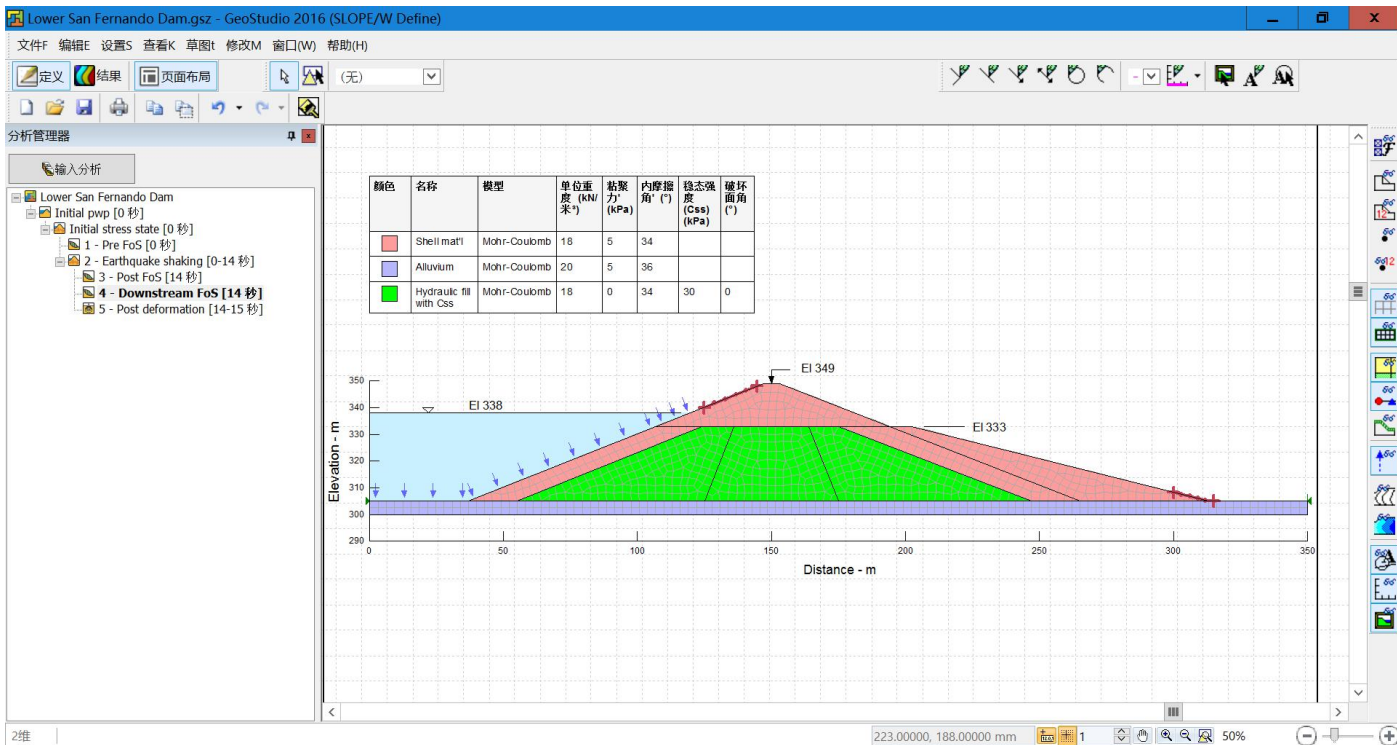 Lower San Fernando Dam.gsz - GeoStudio 2016 (SLOPE/W Define)
文件F 编辑E 设置S 查看K 草图t 修改M 窗口(W) 帮助(H)
定义 结果 页面布局 (无)
分析管理器
输入分析
Lower San Fernando Dam
Initial pwp [0 秒]
Initial stress state [0 秒]
1 - Pre FoS [0 秒]
2 - Earthquake shaking [0-14 秒]
3 - Post FoS [14 秒]
4 - Downstream FoS [14 秒]
5 - Post deformation [14-15 秒]
颜色 名称 模型 单位重度 (kN/米³) 粘聚力' (kPa) 内摩擦角' (°) 稳态强度 (Css) (kPa) 破坏面角 (°)
Shell mat'l Mohr-Coulomb 18 5 34
Alluvium Mohr-Coulomb 20 5 36
Hydraulic fill with Css Mohr-Coulomb 18 0 34 30 0
El 349
El 338
El 333
350
340
330
320
310
300
290
Elevation - m
0 50 100 150 200 250 300 350
Distance - m
2维
223.00000, 188.00000 mm 1 50%